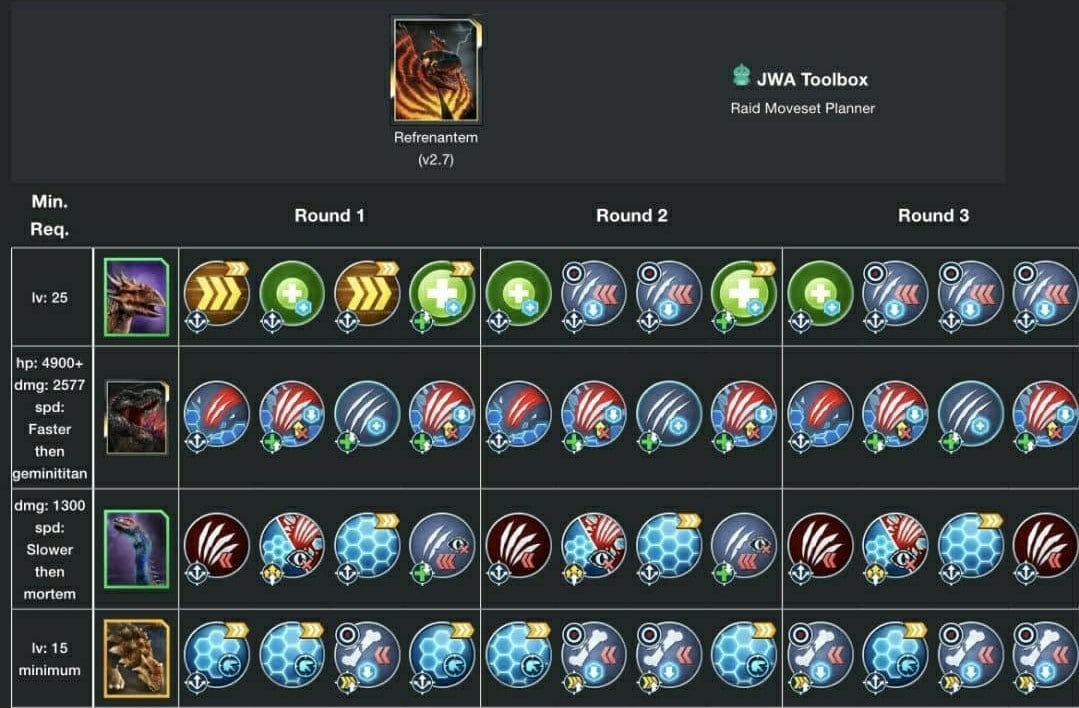 JWA Toolbox
Raid Moveset Planner
Refrenantem
(v2.7)
Min.
Req.
Round 1
Round 2
Round 3
lv: 25
hp: 4900+
dmg: 2577
spd:
Faster
then
geminititan
dmg: 1300
spd:
Slower
then
mortem
lv: 15
minimum